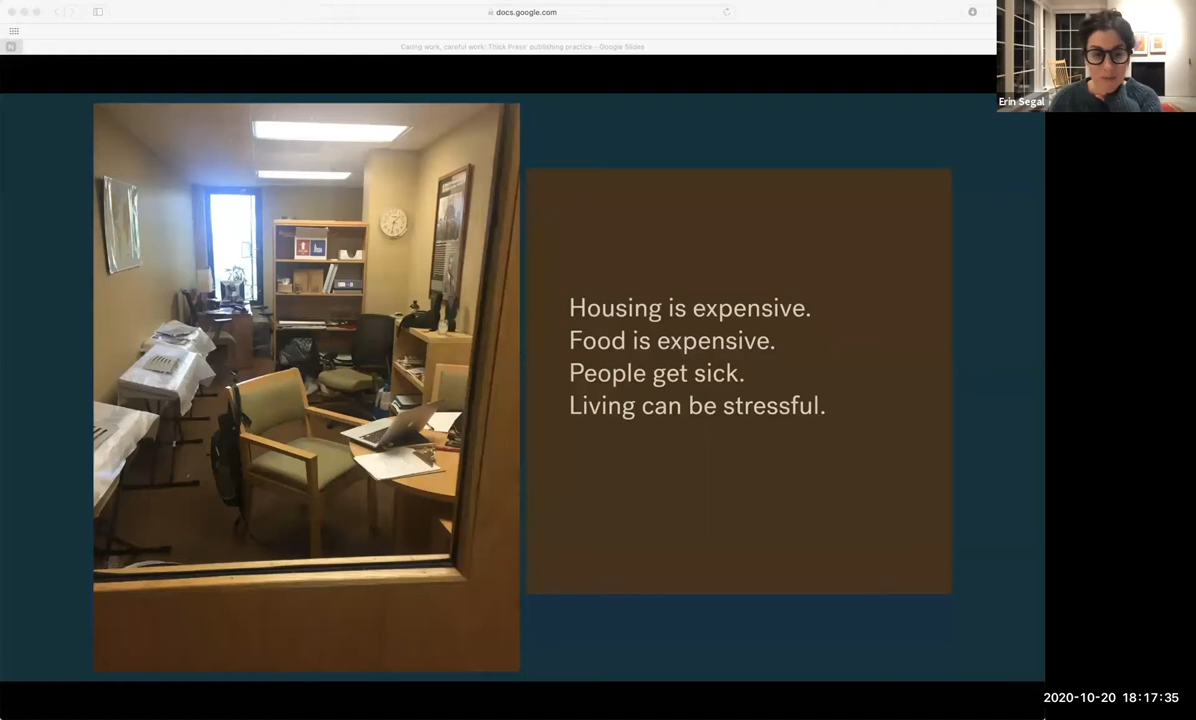 docs.google.com
Caring work, careful work: Thick Press' publishing practice - Google Slides
Erin Segal
Housing is expensive.
Food is expensive.
People get sick.
Living can be stressful.
2020-10-20 18:17:35